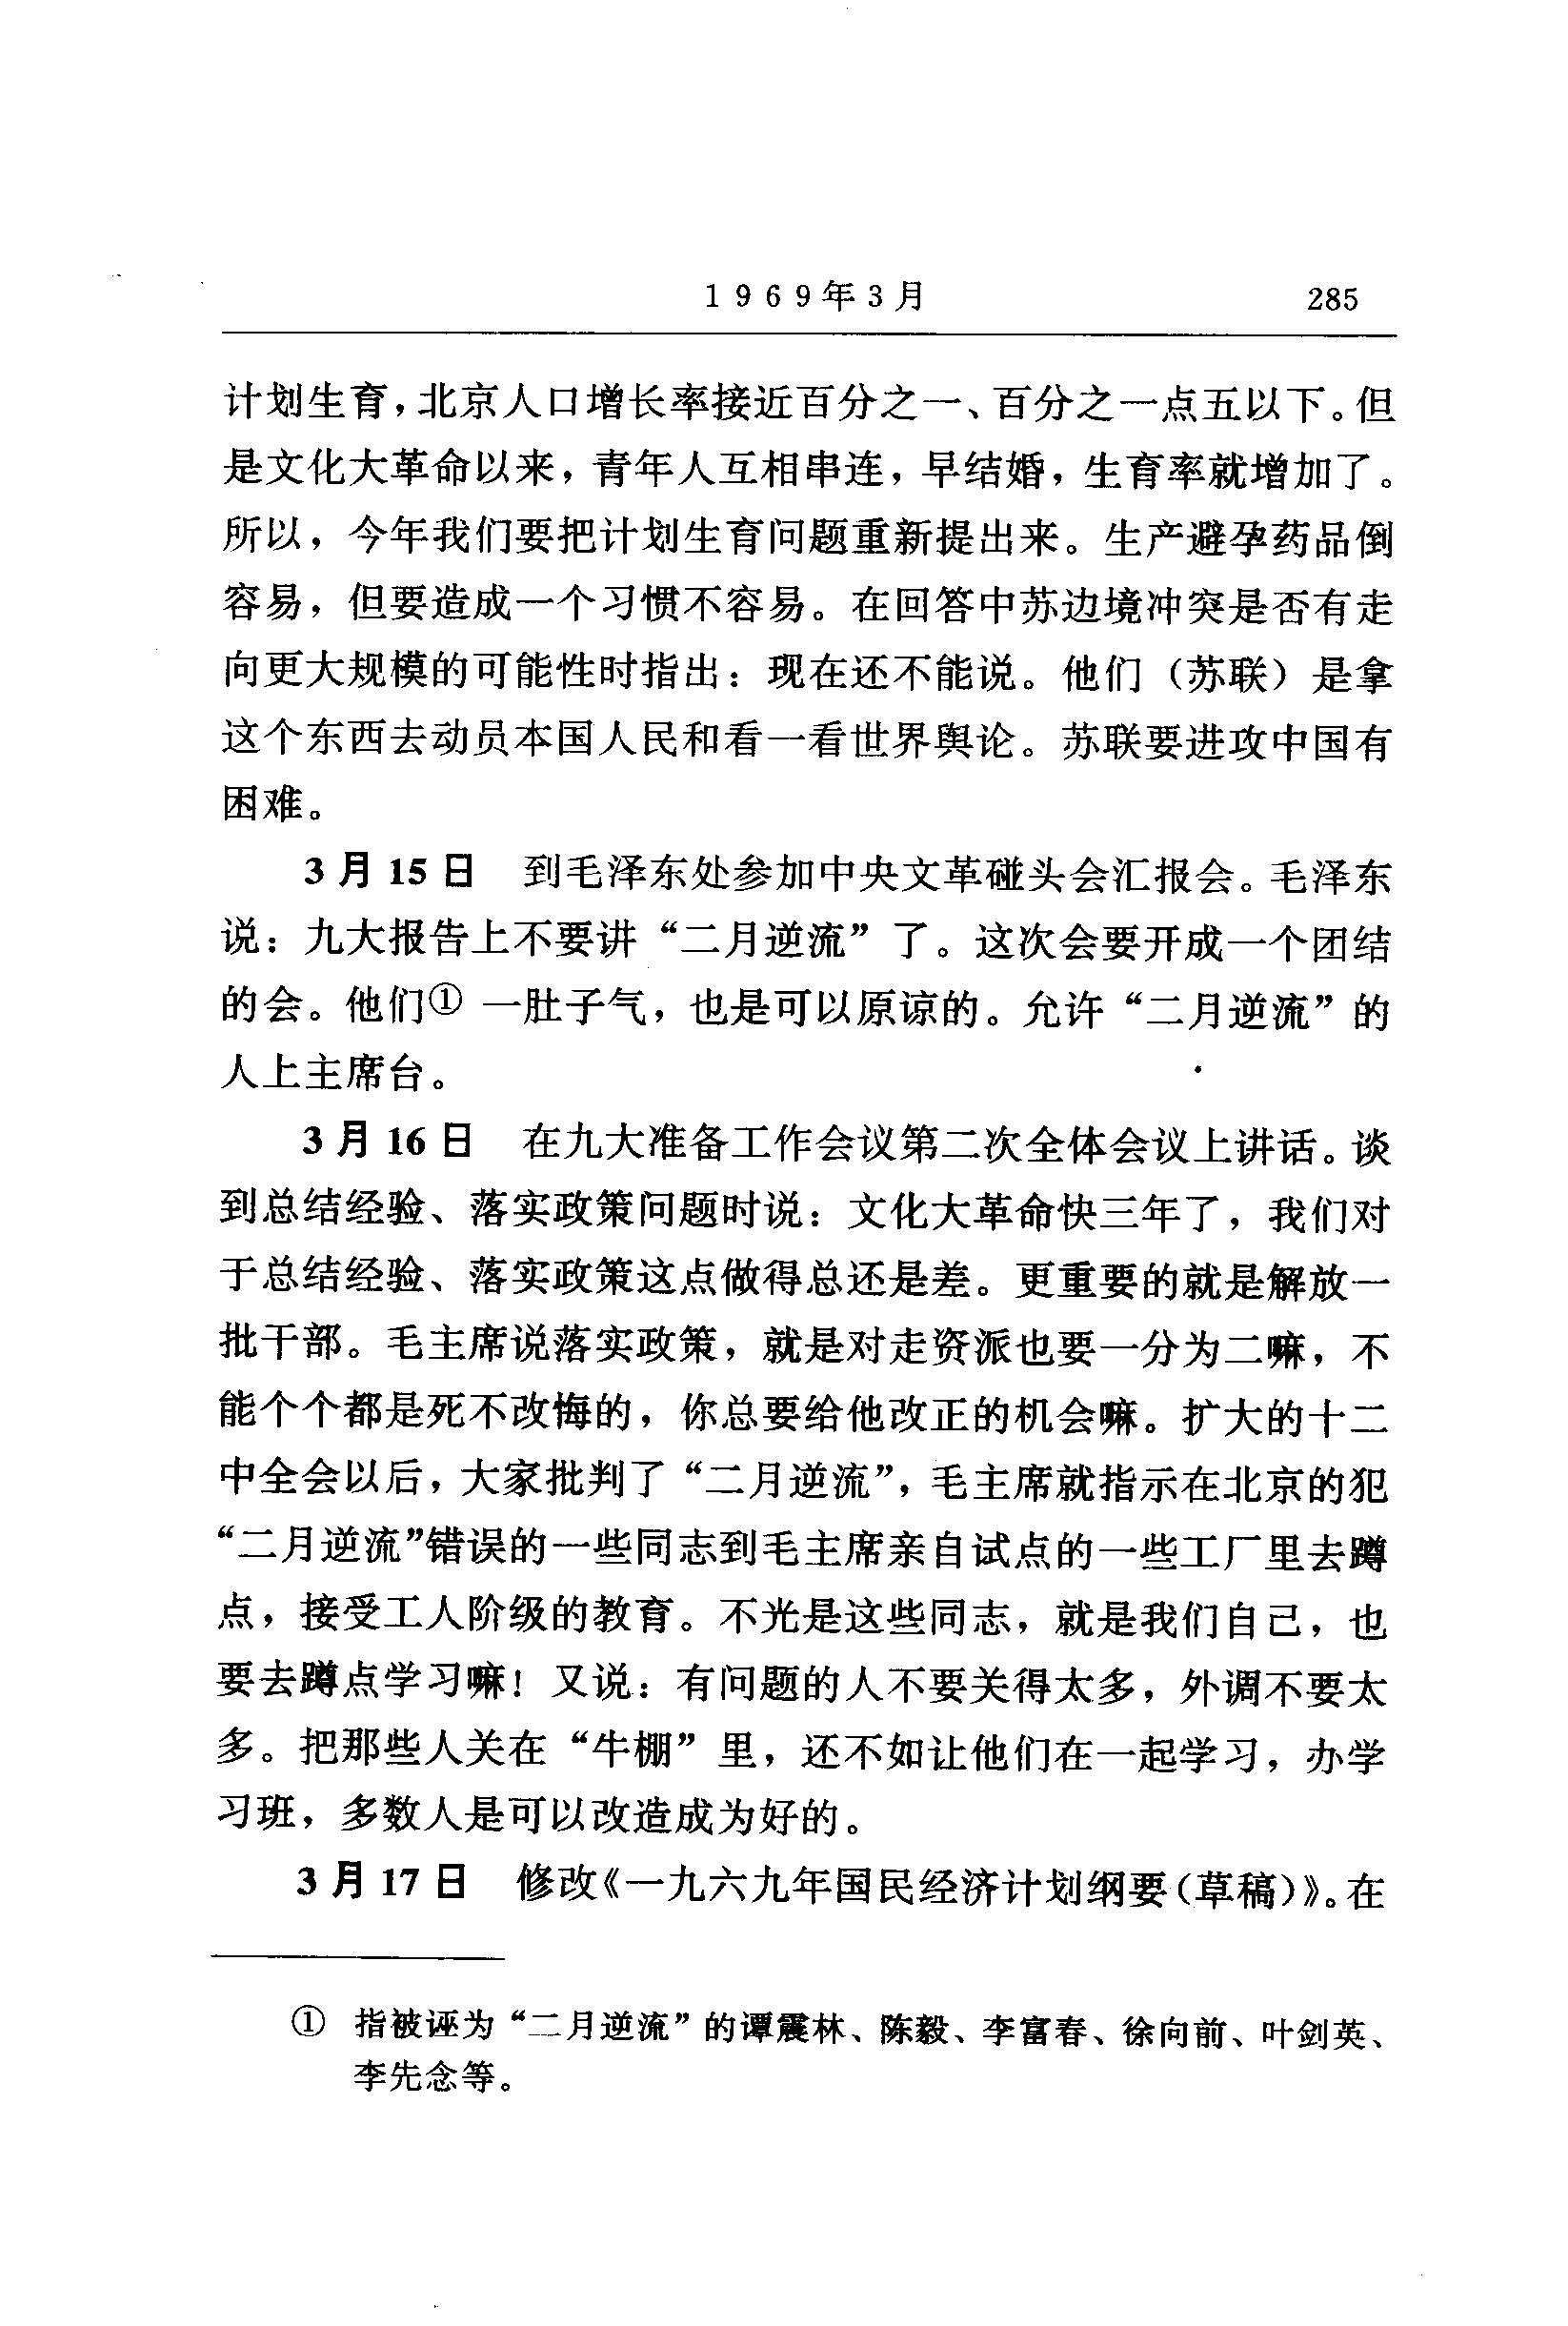 1969年3月 285
计划生育，北京人口增长率接近百分之一、百分之一点五以下。但
是文化大革命以来，青年人互相串连，早结婚，生育率就增加了。
所以，今年我们要把计划生育问题重新提出来。生产避孕药品倒
容易，但要造成一个习惯不容易。在回答中苏边境冲突是否有走
向更大规模的可能性时指出：现在还不能说。他们（苏联）是拿
这个东西去动员本国人民和看一看世界舆论。苏联要进攻中国有
困难。
3月15日 到毛泽东处参加中央文革碰头会汇报会。毛泽东
说：九大报告上不要讲“二月逆流”了。这次会要开成一个团结
的会。他们① 一肚子气，也是可以原谅的。允许“二月逆流”的
人上主席台。
3月16日 在九大准备工作会议第二次全体会议上讲话。谈
到总结经验、落实政策问题时说：文化大革命快三年了，我们对
于总结经验、落实政策这点做得总还是差。更重要的就是解放一
批干部。毛主席说落实政策，就是对走资派也要一分为二嘛，不
能个个都是死不改悔的，你总要给他改正的机会嘛。扩大的十二
中全会以后，大家批判了“二月逆流”，毛主席就指示在北京的犯
“二月逆流”错误的一些同志到毛主席亲自试点的一些工厂里去蹲
点，接受工人阶级的教育。不光是这些同志，就是我们自己，也
要去蹲点学习嘛！又说：有问题的人不要关得太多，外调不要太
多。把那些人关在“牛棚”里，还不如让他们在一起学习，办学
习班，多数人是可以改造成为好的。
3月17日 修改《一九六九年国民经济计划纲要（草稿）》。在
① 指被诬为“二月逆流”的谭震林、陈毅、李富春、徐向前、叶剑英、
李先念等。